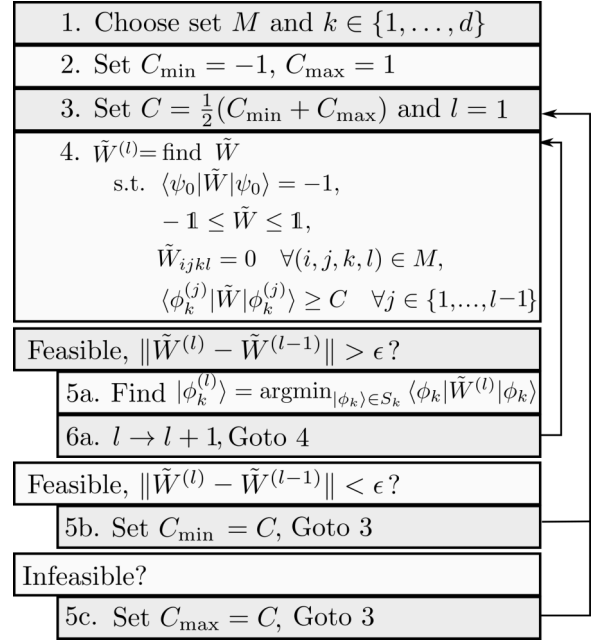 1. Choose set M and k ∈ {1, . . . , d}
2. Set C_min = −1, C_max = 1
3. Set C = ½(C_min + C_max) and l = 1
4. W̃^(l) = find W̃
s.t. ⟨ψ₀|W̃|ψ₀⟩ = −1,
− 𝟙 ≤ W̃ ≤ 𝟙,
W̃_ijkl = 0 ∀(i, j, k, l) ∈ M,
⟨ϕ_k^(j)|W̃|ϕ_k^(j)⟩ ≥ C ∀j ∈ {1,...,l−1}
Feasible, ‖W̃^(l) − W̃^(l−1)‖ > ϵ?
5a. Find |ϕ_k^(l)⟩ = argmin_{|ϕ_k⟩∈S_k} ⟨ϕ_k|W̃^(l)|ϕ_k⟩
6a. l → l + 1, Goto 4
Feasible, ‖W̃^(l) − W̃^(l−1)‖ < ϵ?
5b. Set C_min = C, Goto 3
Infeasible?
5c. Set C_max = C, Goto 3